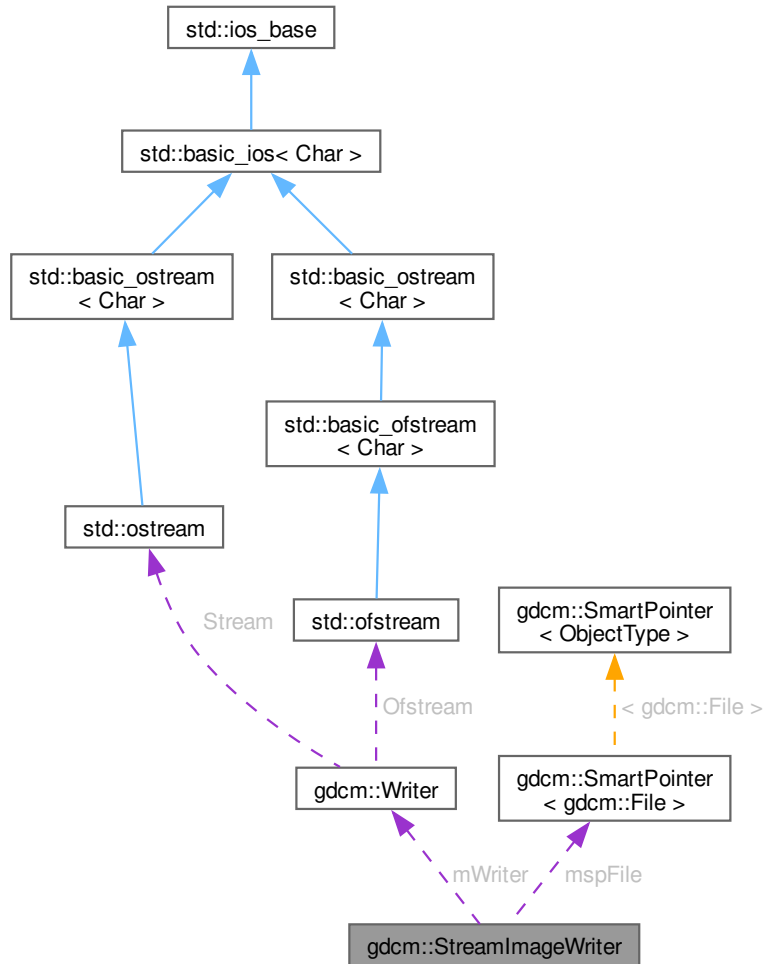 std::ios_base
std::basic_ios< Char >
std::basic_ostream
< Char >
std::basic_ostream
< Char >
std::basic_ofstream
< Char >
std::ostream
std::ofstream
gdcm::SmartPointer
< ObjectType >
Stream
Ofstream
< gdcm::File >
gdcm::Writer
gdcm::SmartPointer
< gdcm::File >
mWriter
mspFile
gdcm::StreamImageWriter